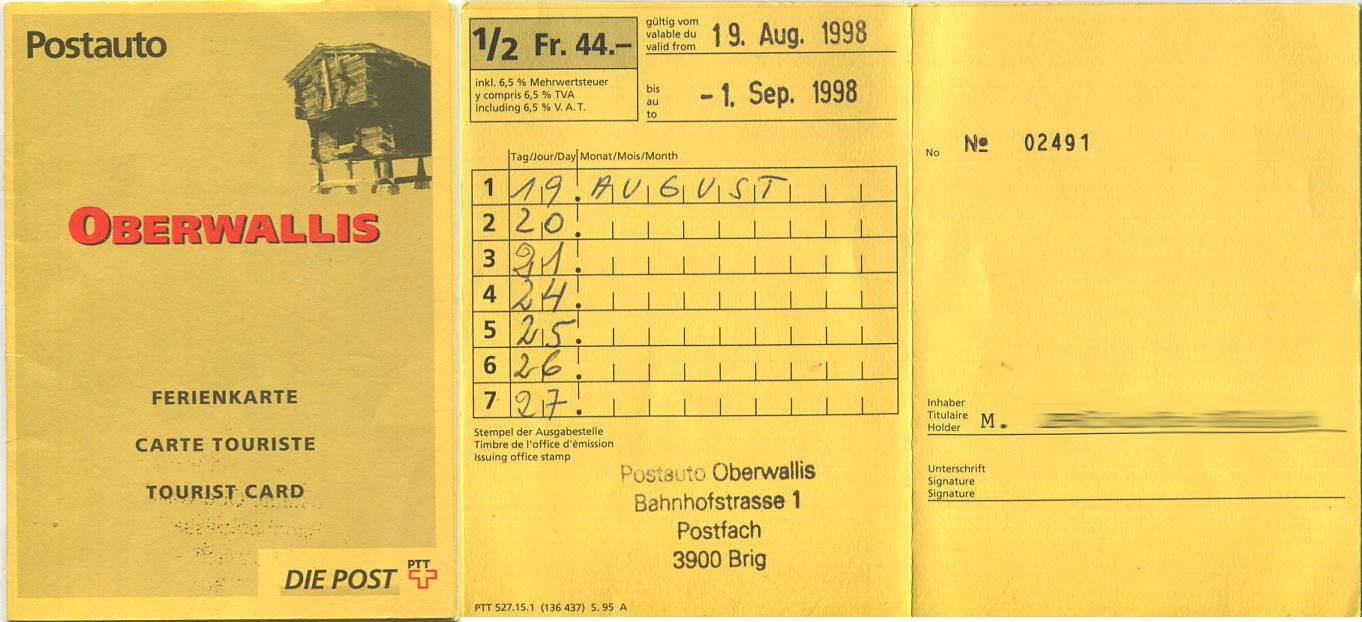 Postauto
OBERWALLIS
FERIENKARTE
CARTE TOURISTE
TOURIST CARD
DIE POST PTT
1/2 Fr. 44.–
inkl. 6,5 % Mehrwertsteuer
y compris 6,5 % TVA
including 6,5 % V. A. T.
gültig vom
valable du
valid from 19. Aug. 1998
bis
au
to - 1. Sep. 1998
Tag/Jour/Day Monat/Mois/Month
1 19. AUGUST
2 20.
3 21.
4 24.
5 25.
6 26.
7 27.
Stempel der Ausgabestelle
Timbre de l'office d'émission
Issuing office stamp
Postauto Oberwallis
Bahnhofstrasse 1
Postfach
3900 Brig
PTT 527.15.1 (136 437) 5. 95 A
No № 02491
Inhaber
Titulaire
Holder M.
Unterschrift
Signature
Signature